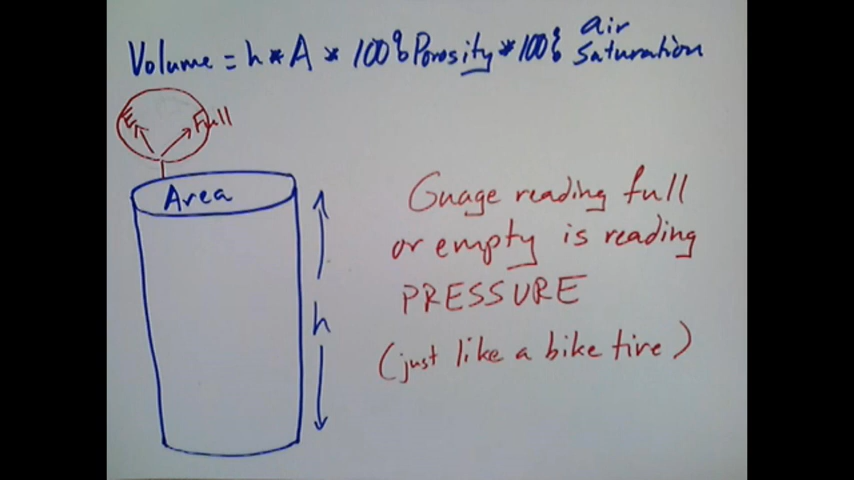 Volume = h * A * 100% Porosity * 100% air Saturation
E Full
Area
h
Guage reading full
or empty is reading
PRESSURE
(just like a bike tire)